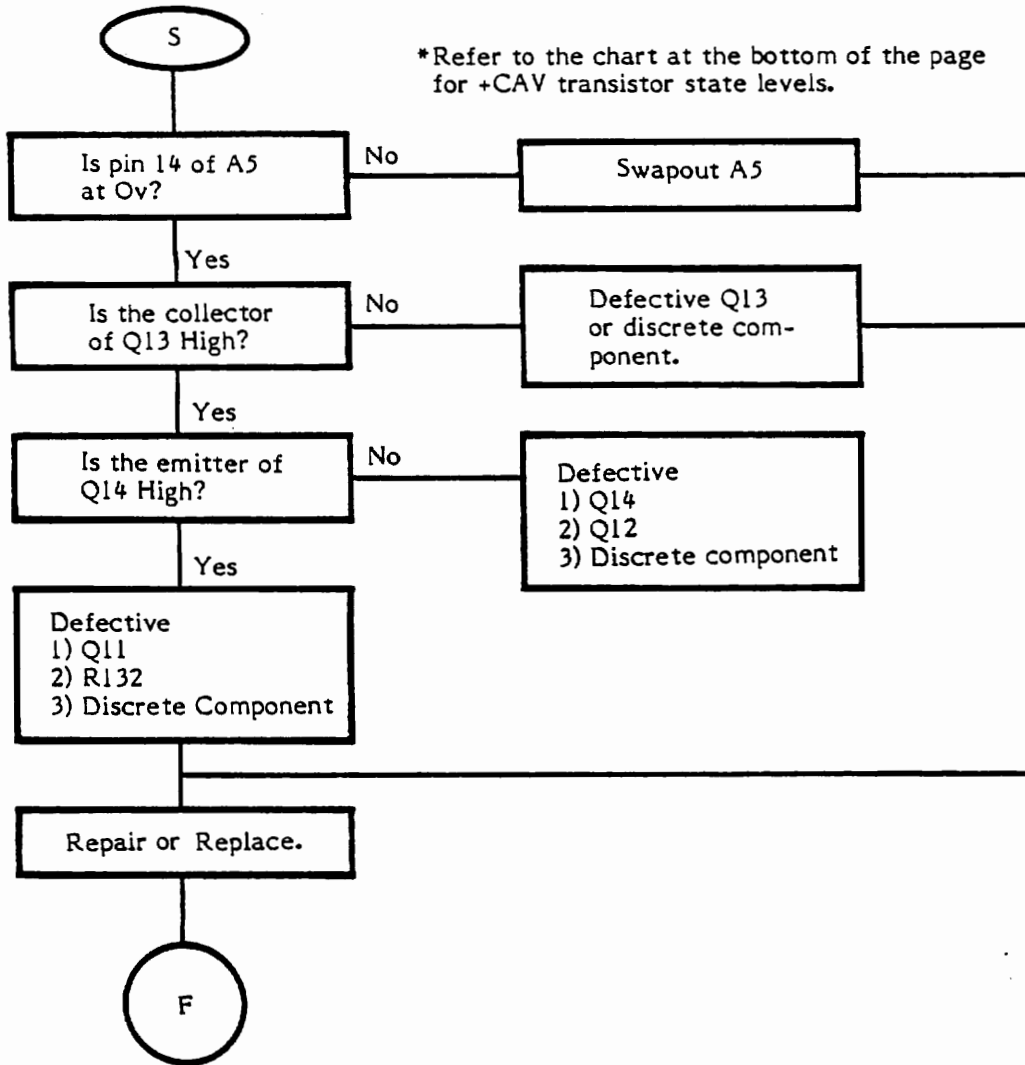 S
*Refer to the chart at the bottom of the page
for +CAV transistor state levels.
Is pin 14 of A5
at Ov?
No
Swapout A5
Yes
Is the collector
of Q13 High?
No
Defective Q13
or discrete com-
ponent.
Yes
Is the emitter of
Q14 High?
No
Defective
1) Q14
2) Q12
3) Discrete component
Yes
Defective
1) Q11
2) R132
3) Discrete Component
Repair or Replace.
F